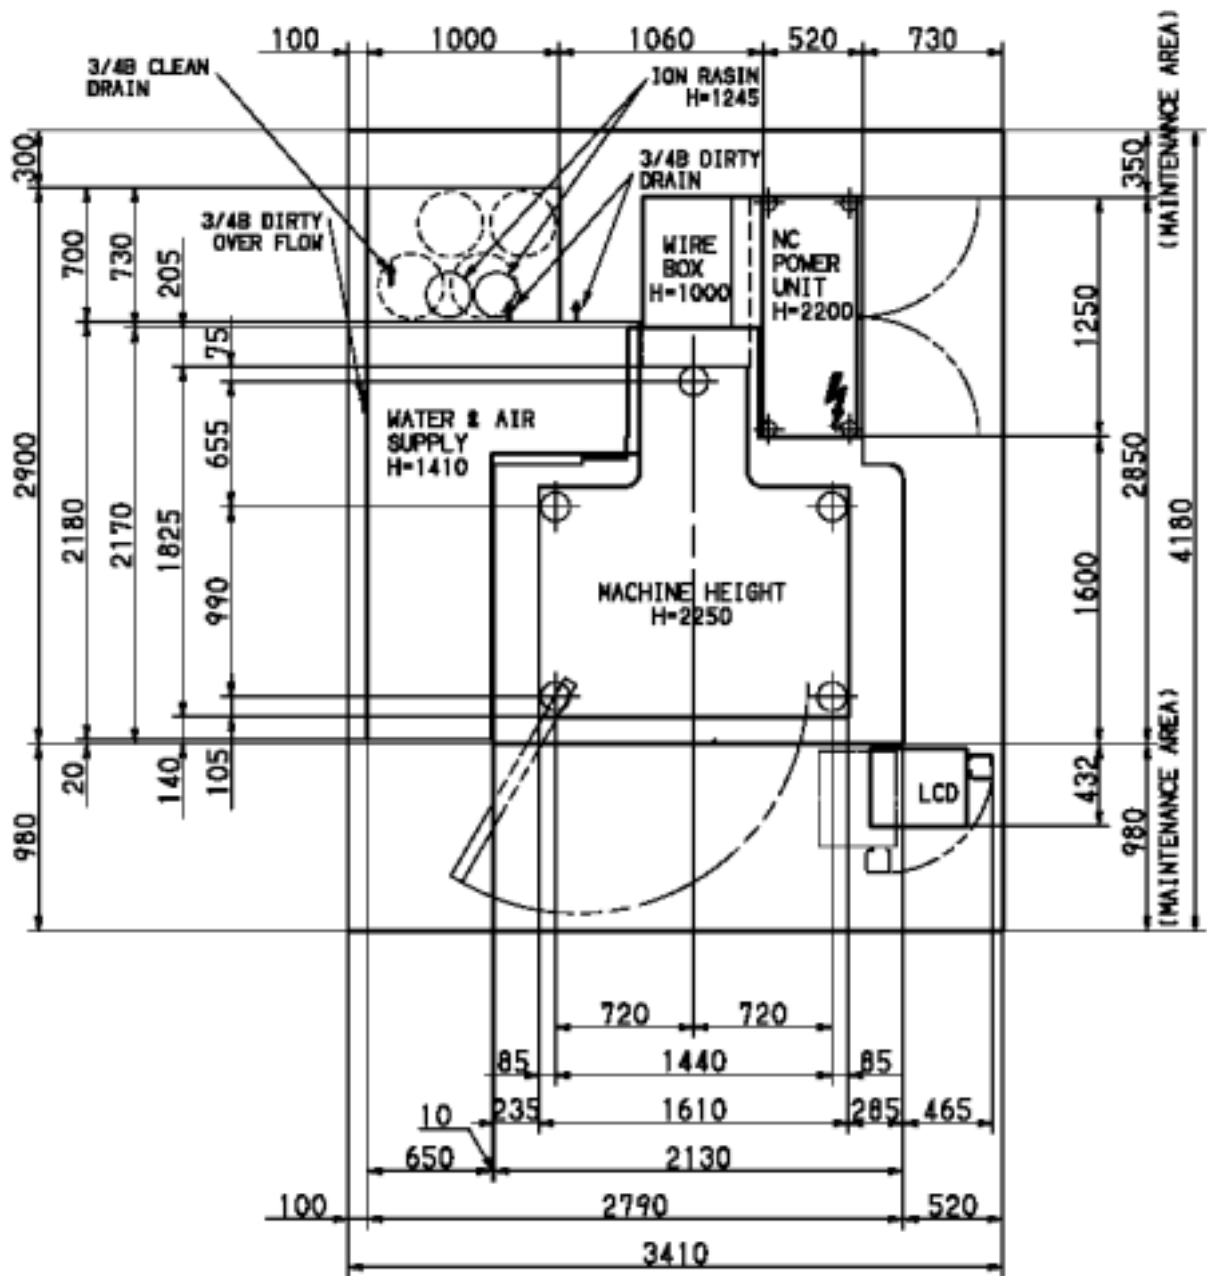 100
1000
1060
520
730
3/4B CLEAN
DRAIN
ION RASIN
H=1245
3/4B DIRTY
DRAIN
3/4B DIRTY
OVER FLOW
WIRE
BOX
H=1000
NC
POWER
UNIT
H=2200
WATER & AIR
SUPPLY
H=1410
MACHINE HEIGHT
H=2250
LCD
300
2900
980
700
2180
20
730
2170
205
1825
140
75
655
990
105
350
2850
980
1250
1600
432
4180
(MAINTENANCE AREA)
(MAINTENANCE AREA)
720
720
85
1440
85
10
235
1610
285
465
650
2130
100
2790
520
3410